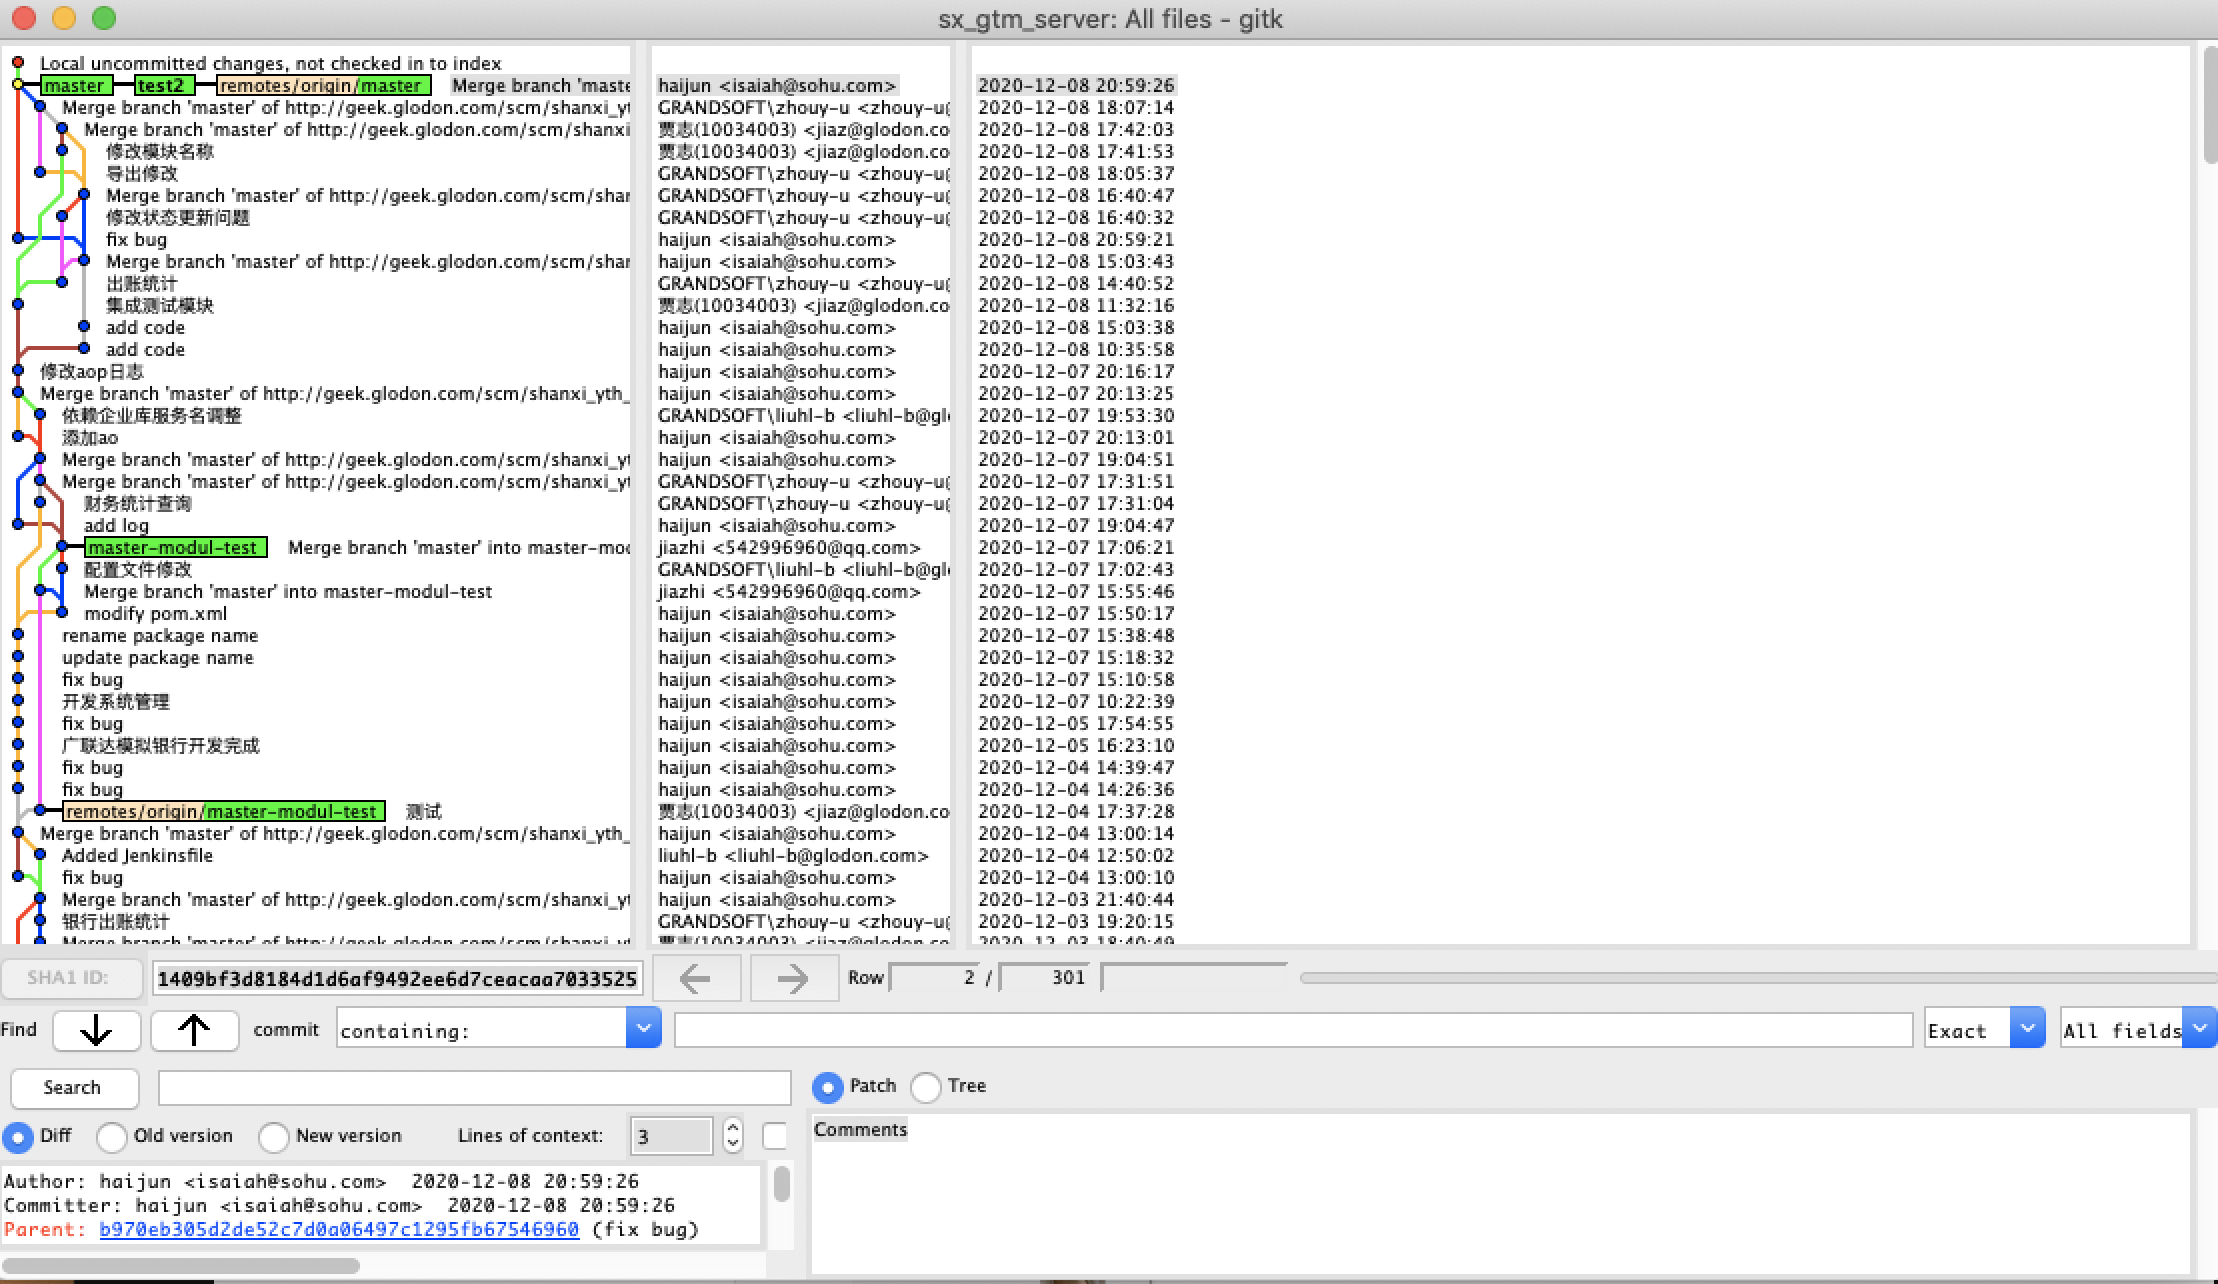 sx_gtm_server: All files - gitk
Local uncommitted changes, not checked in to index
master test2 remotes/origin/master Merge branch 'maste haijun <isaiah@sohu.com> 2020-12-08 20:59:26
Merge branch 'master' of http://geek.glodon.com/scm/shanxi_yt GRANDSOFT\zhouy-u <zhouy-u@ 2020-12-08 18:07:14
Merge branch 'master' of http://geek.glodon.com/scm/shanxi 贾志(10034003) <jiaz@glodon.co 2020-12-08 17:42:03
修改模块名称 贾志(10034003) <jiaz@glodon.co 2020-12-08 17:41:53
导出修改 GRANDSOFT\zhouy-u <zhouy-u@ 2020-12-08 18:05:37
Merge branch 'master' of http://geek.glodon.com/scm/shar GRANDSOFT\zhouy-u <zhouy-u@ 2020-12-08 16:40:47
修改状态更新问题 GRANDSOFT\zhouy-u <zhouy-u@ 2020-12-08 16:40:32
fix bug haijun <isaiah@sohu.com> 2020-12-08 20:59:21
Merge branch 'master' of http://geek.glodon.com/scm/shar haijun <isaiah@sohu.com> 2020-12-08 15:03:43
出账统计 GRANDSOFT\zhouy-u <zhouy-u@ 2020-12-08 14:40:52
集成测试模块 贾志(10034003) <jiaz@glodon.co 2020-12-08 11:32:16
add code haijun <isaiah@sohu.com> 2020-12-08 15:03:38
add code haijun <isaiah@sohu.com> 2020-12-08 10:35:58
修改aop日志 haijun <isaiah@sohu.com> 2020-12-07 20:16:17
Merge branch 'master' of http://geek.glodon.com/scm/shanxi_yth_ haijun <isaiah@sohu.com> 2020-12-07 20:13:25
依赖企业库服务名调整 GRANDSOFT\liuhl-b <liuhl-b@gl 2020-12-07 19:53:30
添加ao haijun <isaiah@sohu.com> 2020-12-07 20:13:01
Merge branch 'master' of http://geek.glodon.com/scm/shanxi_yt haijun <isaiah@sohu.com> 2020-12-07 19:04:51
Merge branch 'master' of http://geek.glodon.com/scm/shanxi_yt GRANDSOFT\zhouy-u <zhouy-u@ 2020-12-07 17:31:51
财务统计查询 GRANDSOFT\zhouy-u <zhouy-u@ 2020-12-07 17:31:04
add log haijun <isaiah@sohu.com> 2020-12-07 19:04:47
master-modul-test Merge branch 'master' into master-mod jiazhi <542996960@qq.com> 2020-12-07 17:06:21
配置文件修改 GRANDSOFT\liuhl-b <liuhl-b@gl 2020-12-07 17:02:43
Merge branch 'master' into master-modul-test jiazhi <542996960@qq.com> 2020-12-07 15:55:46
modify pom.xml haijun <isaiah@sohu.com> 2020-12-07 15:50:17
rename package name haijun <isaiah@sohu.com> 2020-12-07 15:38:48
update package name haijun <isaiah@sohu.com> 2020-12-07 15:18:32
fix bug haijun <isaiah@sohu.com> 2020-12-07 15:10:58
开发系统管理 haijun <isaiah@sohu.com> 2020-12-07 10:22:39
fix bug haijun <isaiah@sohu.com> 2020-12-05 17:54:55
广联达模拟银行开发完成 haijun <isaiah@sohu.com> 2020-12-05 16:23:10
fix bug haijun <isaiah@sohu.com> 2020-12-04 14:39:47
fix bug haijun <isaiah@sohu.com> 2020-12-04 14:26:36
remotes/origin/master-modul-test 测试 贾志(10034003) <jiaz@glodon.co 2020-12-04 17:37:28
Merge branch 'master' of http://geek.glodon.com/scm/shanxi_yth_ haijun <isaiah@sohu.com> 2020-12-04 13:00:14
Added Jenkinsfile liuhl-b <liuhl-b@glodon.com> 2020-12-04 12:50:02
fix bug haijun <isaiah@sohu.com> 2020-12-04 13:00:10
Merge branch 'master' of http://geek.glodon.com/scm/shanxi_yt haijun <isaiah@sohu.com> 2020-12-03 21:40:44
银行出账统计 GRANDSOFT\zhouy-u <zhouy-u@ 2020-12-03 19:20:15
Merge branch 'master' of http://geek.glodon.com/scm/shanxi_yt 贾志(10034003) <jiaz@glodon.co 2020-12-03 18:40:49
SHA1 ID: 1409bf3d8184d1d6af9492ee6d7ceacaa7033525 Row 2 / 301
Find commit containing: Exact All fields
Search Patch Tree
Diff Old version New version Lines of context: 3
Comments
Author: haijun <isaiah@sohu.com> 2020-12-08 20:59:26
Committer: haijun <isaiah@sohu.com> 2020-12-08 20:59:26
Parent: b970eb305d2de52c7d0a06497c1295fb67546960 (fix bug)